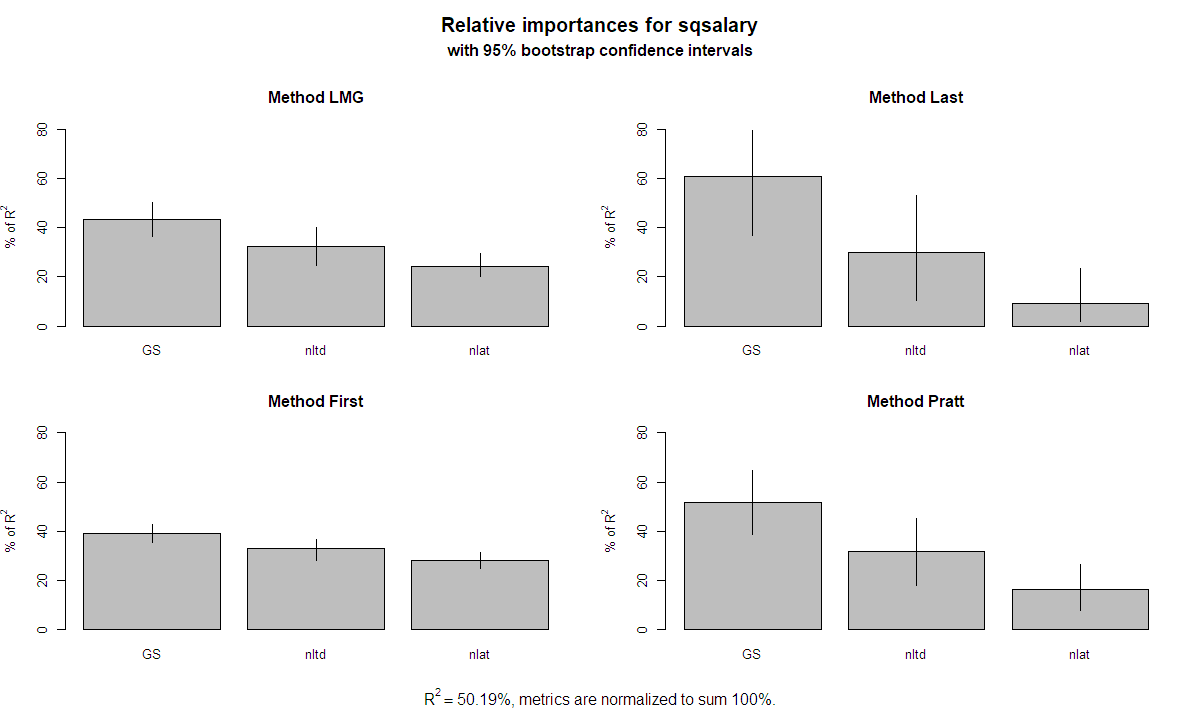 Relative importances for sqsalary
with 95% bootstrap confidence intervals
Method LMG
% of R²
80
60
40
20
0
GS nltd nlat
Method Last
% of R²
80
60
40
20
0
GS nltd nlat
Method First
% of R²
80
60
40
20
0
GS nltd nlat
Method Pratt
% of R²
80
60
40
20
0
GS nltd nlat
R² = 50.19%, metrics are normalized to sum 100%.